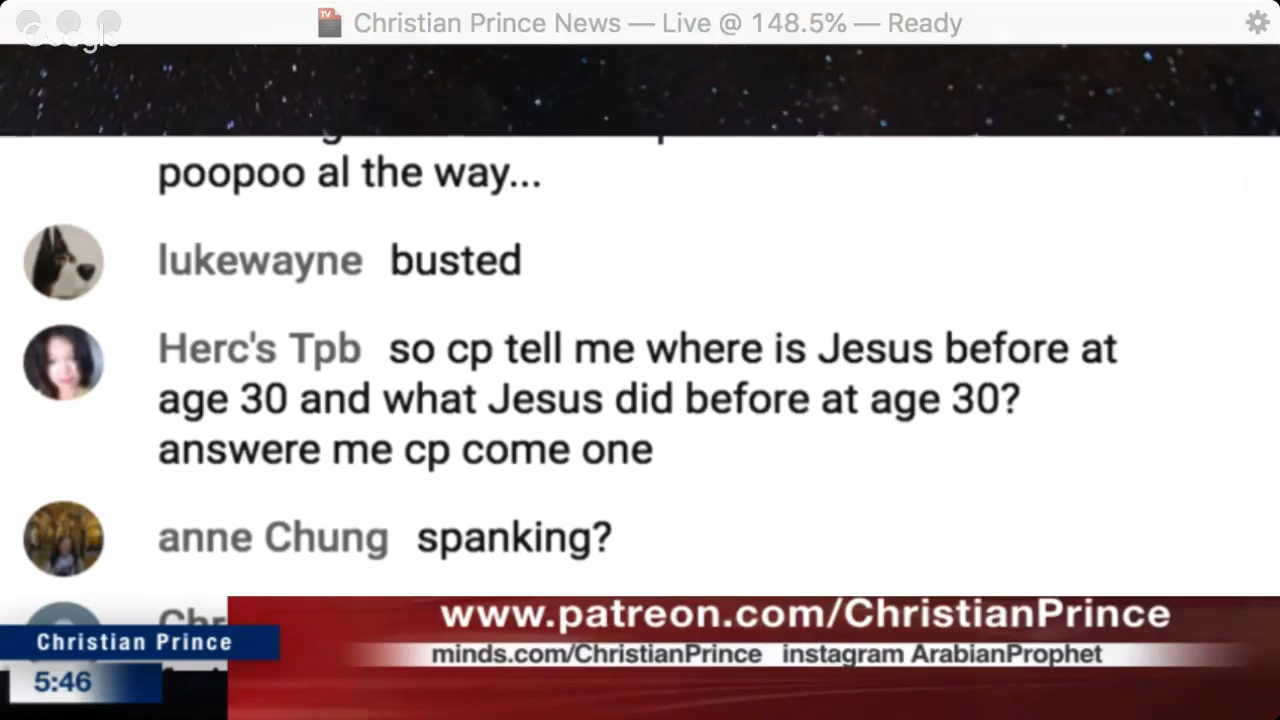 TV Christian Prince News — Live @ 148.5% — Ready
Google
poopoo al the way...
lukewayne busted
Herc's Tpb so cp tell me where is Jesus before at
age 30 and what Jesus did before at age 30?
answere me cp come one
anne Chung spanking?
www.patreon.com/ChristianPrince
Christian Prince
minds.com/ChristianPrince instagram ArabianProphet
5:46